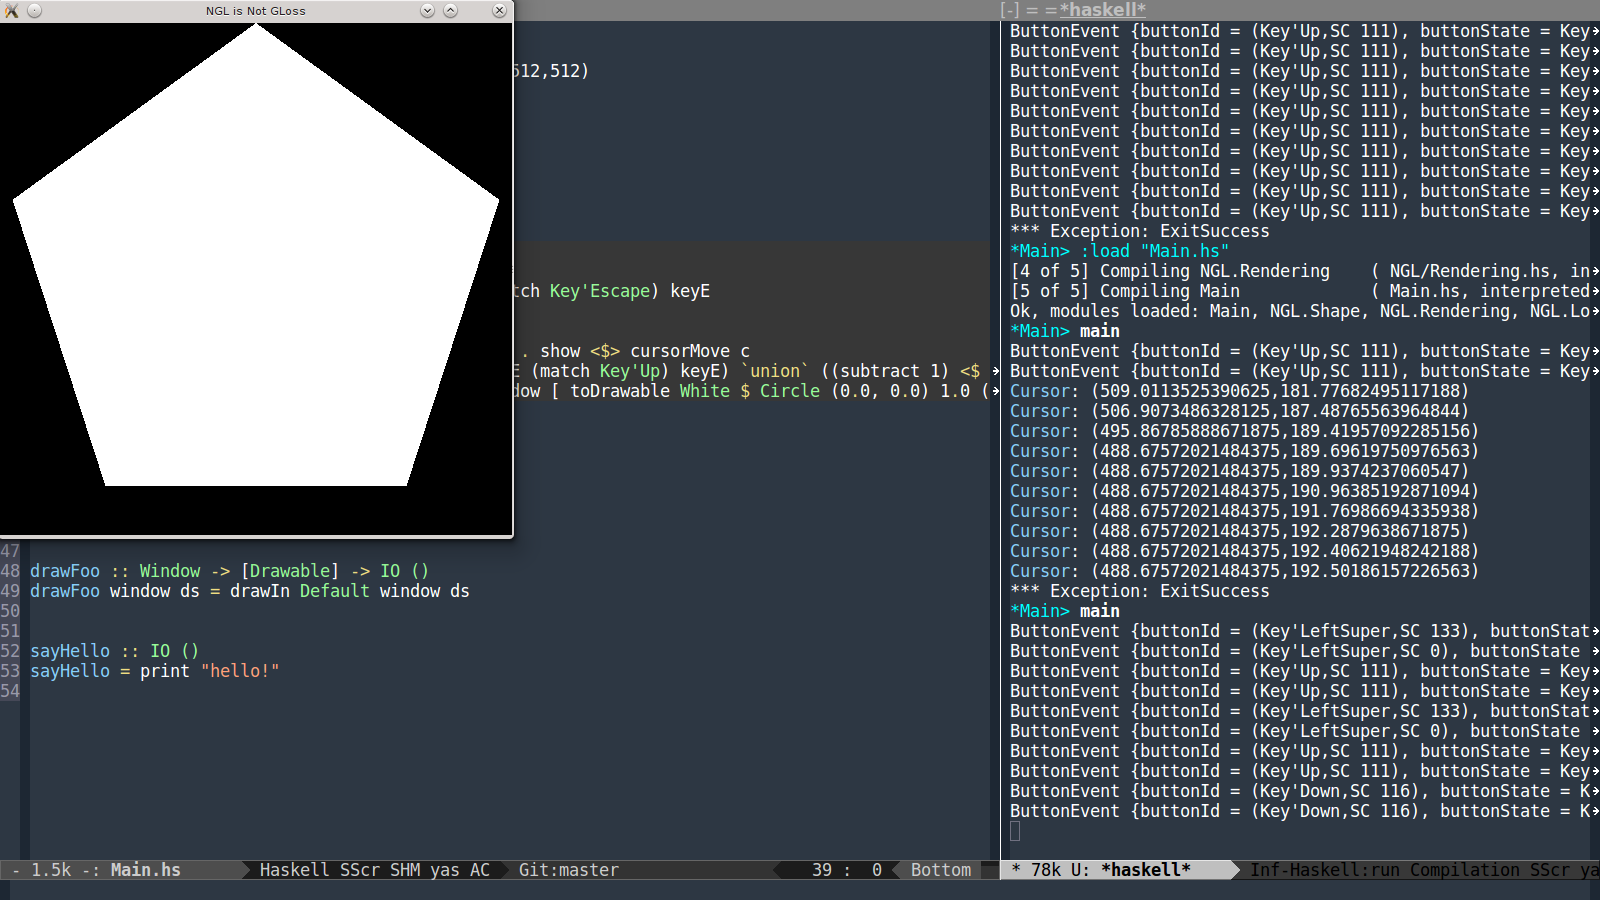 NGL is Not GLoss
512,512)
tch Key'Escape) keyE
. show <$> cursorMove c
E (match Key'Up) keyE) `union` ((subtract 1) <$
dow [ toDrawable White $ Circle (0.0, 0.0) 1.0 (
47
48 drawFoo :: Window -> [Drawable] -> IO ()
49 drawFoo window ds = drawIn Default window ds
50
51
52 sayHello :: IO ()
53 sayHello = print "hello!"
54
- 1.5k -: Main.hs Haskell SScr SHM yas AC Git:master 39 : 0 Bottom
[-] = =*haskell*
ButtonEvent {buttonId = (Key'Up,SC 111), buttonState = Key
ButtonEvent {buttonId = (Key'Up,SC 111), buttonState = Key
ButtonEvent {buttonId = (Key'Up,SC 111), buttonState = Key
ButtonEvent {buttonId = (Key'Up,SC 111), buttonState = Key
ButtonEvent {buttonId = (Key'Up,SC 111), buttonState = Key
ButtonEvent {buttonId = (Key'Up,SC 111), buttonState = Key
ButtonEvent {buttonId = (Key'Up,SC 111), buttonState = Key
ButtonEvent {buttonId = (Key'Up,SC 111), buttonState = Key
ButtonEvent {buttonId = (Key'Up,SC 111), buttonState = Key
ButtonEvent {buttonId = (Key'Up,SC 111), buttonState = Key
*** Exception: ExitSuccess
*Main> :load "Main.hs"
[4 of 5] Compiling NGL.Rendering ( NGL/Rendering.hs, in
[5 of 5] Compiling Main ( Main.hs, interpreted
Ok, modules loaded: Main, NGL.Shape, NGL.Rendering, NGL.Lo
*Main> main
ButtonEvent {buttonId = (Key'Up,SC 111), buttonState = Key
ButtonEvent {buttonId = (Key'Up,SC 111), buttonState = Key
Cursor: (509.0113525390625,181.77682495117188)
Cursor: (506.9073486328125,187.48765563964844)
Cursor: (495.86785888671875,189.41957092285156)
Cursor: (488.67572021484375,189.69619750976563)
Cursor: (488.67572021484375,189.9374237060547)
Cursor: (488.67572021484375,190.96385192871094)
Cursor: (488.67572021484375,191.76986694335938)
Cursor: (488.67572021484375,192.2879638671875)
Cursor: (488.67572021484375,192.40621948242188)
Cursor: (488.67572021484375,192.50186157226563)
*** Exception: ExitSuccess
*Main> main
ButtonEvent {buttonId = (Key'LeftSuper,SC 133), buttonStat
ButtonEvent {buttonId = (Key'LeftSuper,SC 0), buttonState
ButtonEvent {buttonId = (Key'Up,SC 111), buttonState = Key
ButtonEvent {buttonId = (Key'Up,SC 111), buttonState = Key
ButtonEvent {buttonId = (Key'LeftSuper,SC 133), buttonStat
ButtonEvent {buttonId = (Key'LeftSuper,SC 0), buttonState
ButtonEvent {buttonId = (Key'Up,SC 111), buttonState = Key
ButtonEvent {buttonId = (Key'Up,SC 111), buttonState = Key
ButtonEvent {buttonId = (Key'Down,SC 116), buttonState = K
ButtonEvent {buttonId = (Key'Down,SC 116), buttonState = K
* 78k U: *haskell* Inf-Haskell:run Compilation SScr ya